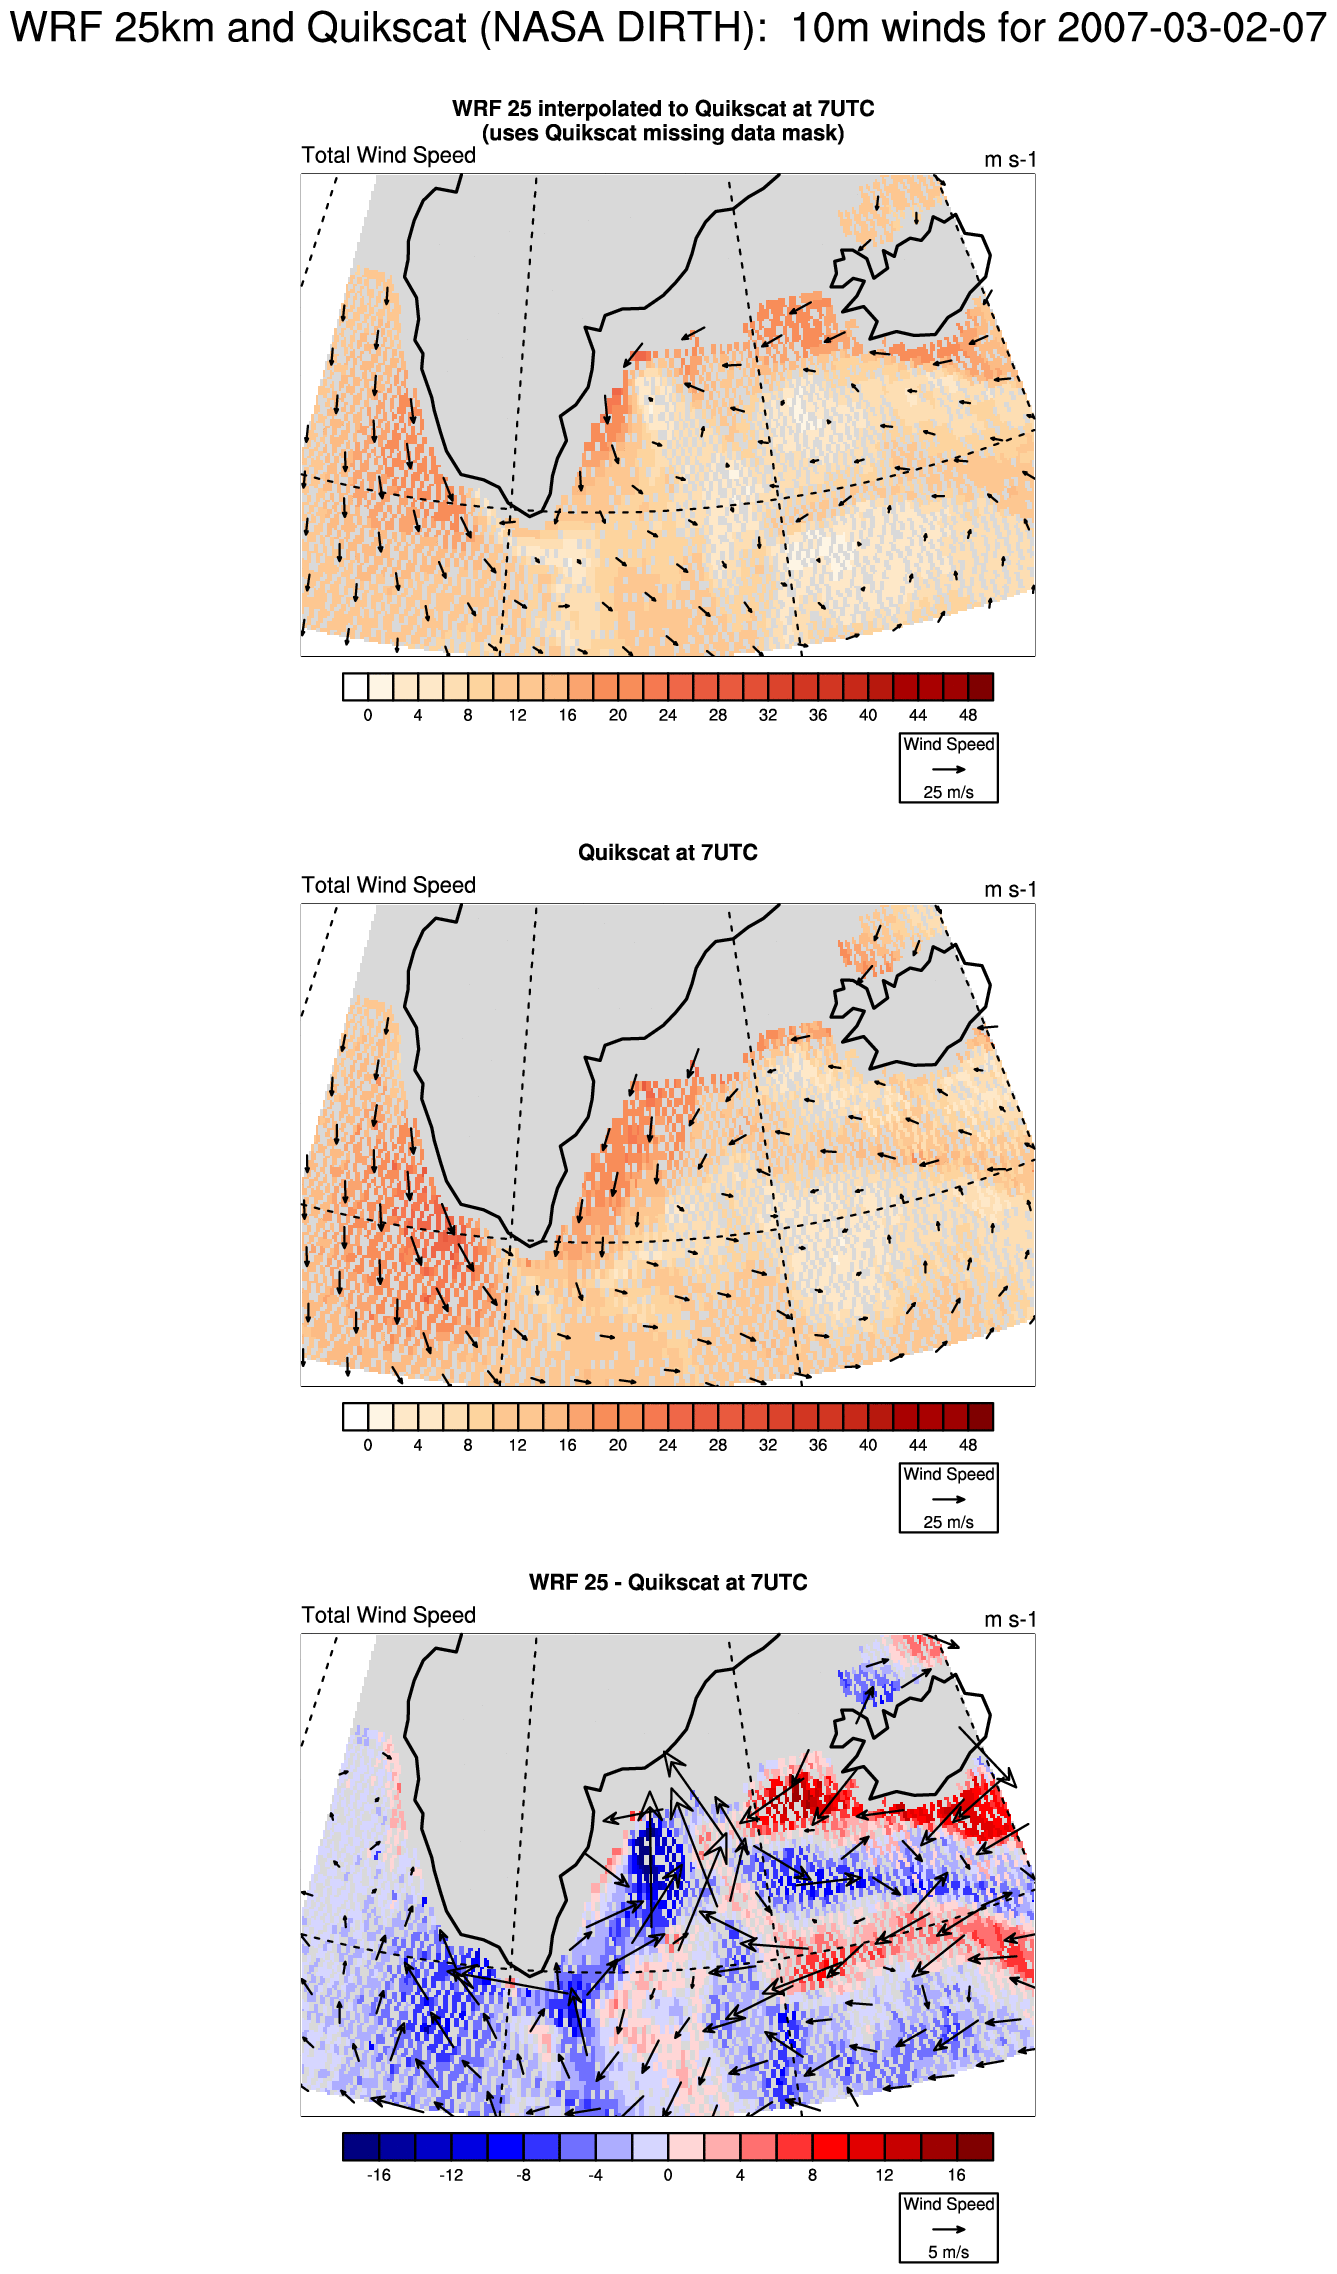 WRF 25km and Quikscat (NASA DIRTH):  10m winds for 2007-03-02-07
WRF 25 interpolated to Quikscat at 7UTC
(uses Quikscat missing data mask)
Total Wind Speed m s-1
0 4 8 12 16 20 24 28 32 36 40 44 48
Wind Speed
25 m/s
Quikscat at 7UTC
Total Wind Speed m s-1
0 4 8 12 16 20 24 28 32 36 40 44 48
Wind Speed
25 m/s
WRF 25 - Quikscat at 7UTC
Total Wind Speed m s-1
-16 -12 -8 -4 0 4 8 12 16
Wind Speed
5 m/s